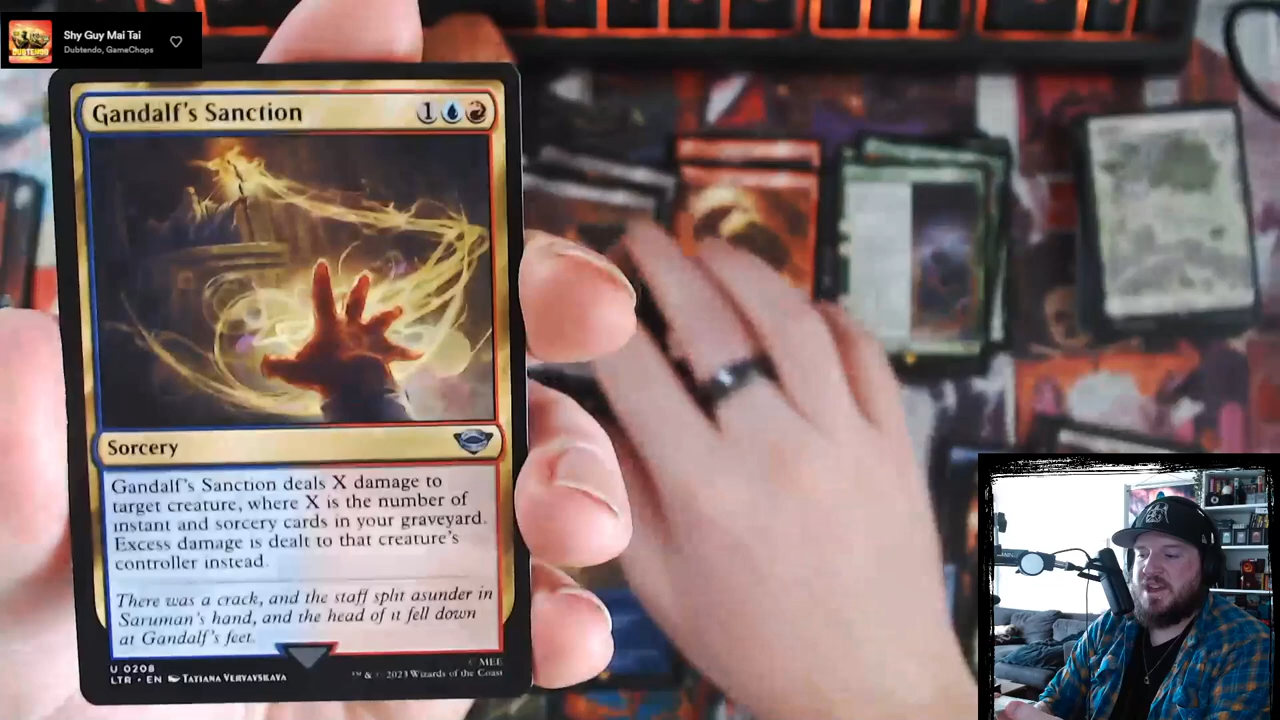 Shy Guy Mai Tai
Dubtendo, GameChops
DUBTENDO
Gandalf's Sanction
1
Sorcery
Gandalf's Sanction deals X damage to
target creature, where X is the number of
instant and sorcery cards in your graveyard.
Excess damage is dealt to that creature's
controller instead.
There was a crack, and the staff split asunder in
Saruman's hand, and the head of it fell down
at Gandalf's feet.
U 0208
LTR • EN TATIANA VERYAYSKAYA
© MEE
™ & © 2023 Wizards of the Coast